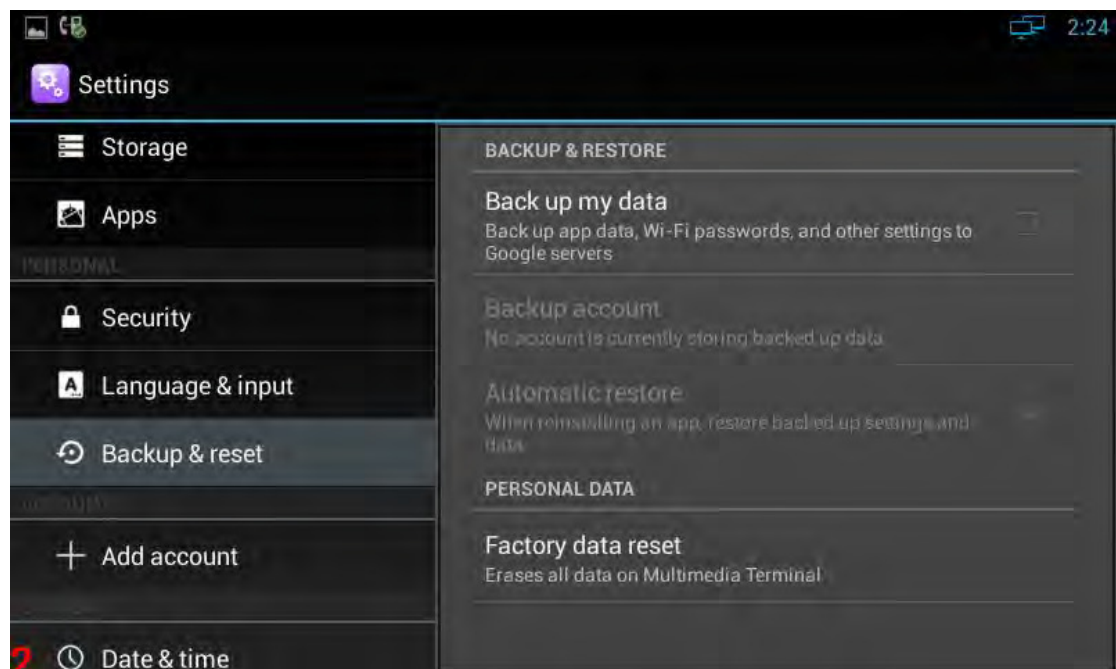 2:24
Settings
Storage
Apps
PERSONAL
Security
Language & input
Backup & reset
Add account
2
Date & time
BACKUP & RESTORE
Back up my data
Back up app data, Wi-Fi passwords, and other settings to
Google servers
Backup account
No account is currently storing backed up data
Automatic restore
When reinstalling an app, restore backed up settings and
data
PERSONAL DATA
Factory data reset
Erases all data on Multimedia Terminal